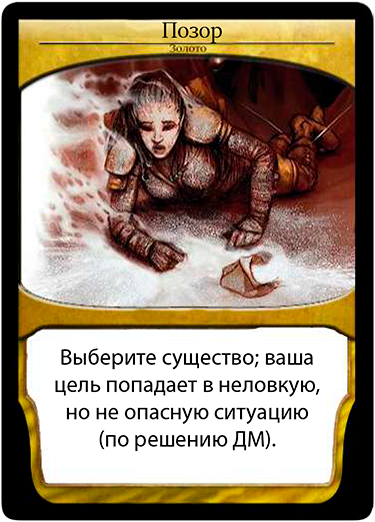 Позор
Золото
Выберите существо; ваша
цель попадает в неловкую,
но не опасную ситуацию
(по решению ДМ).